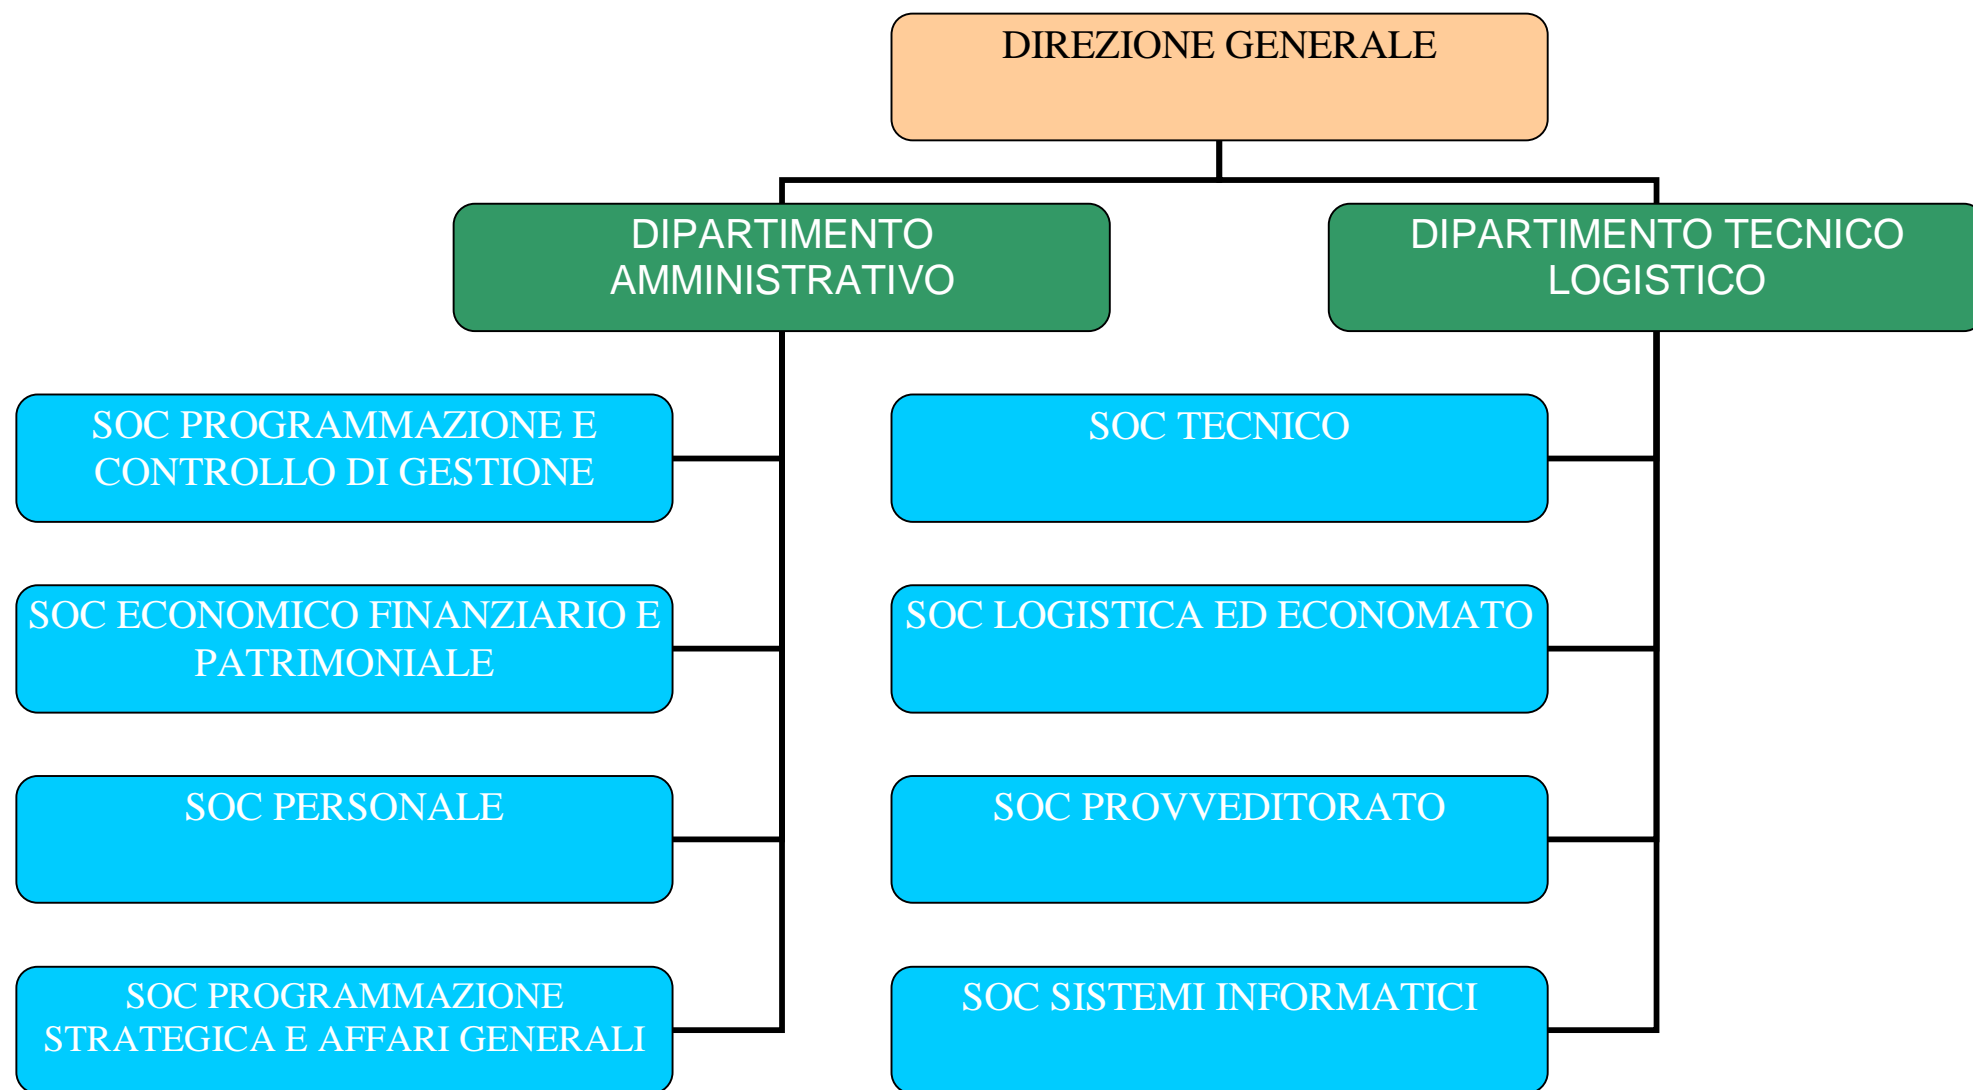 DIREZIONE GENERALE
DIPARTIMENTO
AMMINISTRATIVO
DIPARTIMENTO TECNICO
LOGISTICO
SOC PROGRAMMAZIONE E
CONTROLLO DI GESTIONE
SOC TECNICO
SOC ECONOMICO FINANZIARIO E
PATRIMONIALE
SOC LOGISTICA ED ECONOMATO
SOC PERSONALE
SOC PROVVEDITORATO
SOC PROGRAMMAZIONE
STRATEGICA E AFFARI GENERALI
SOC SISTEMI INFORMATICI